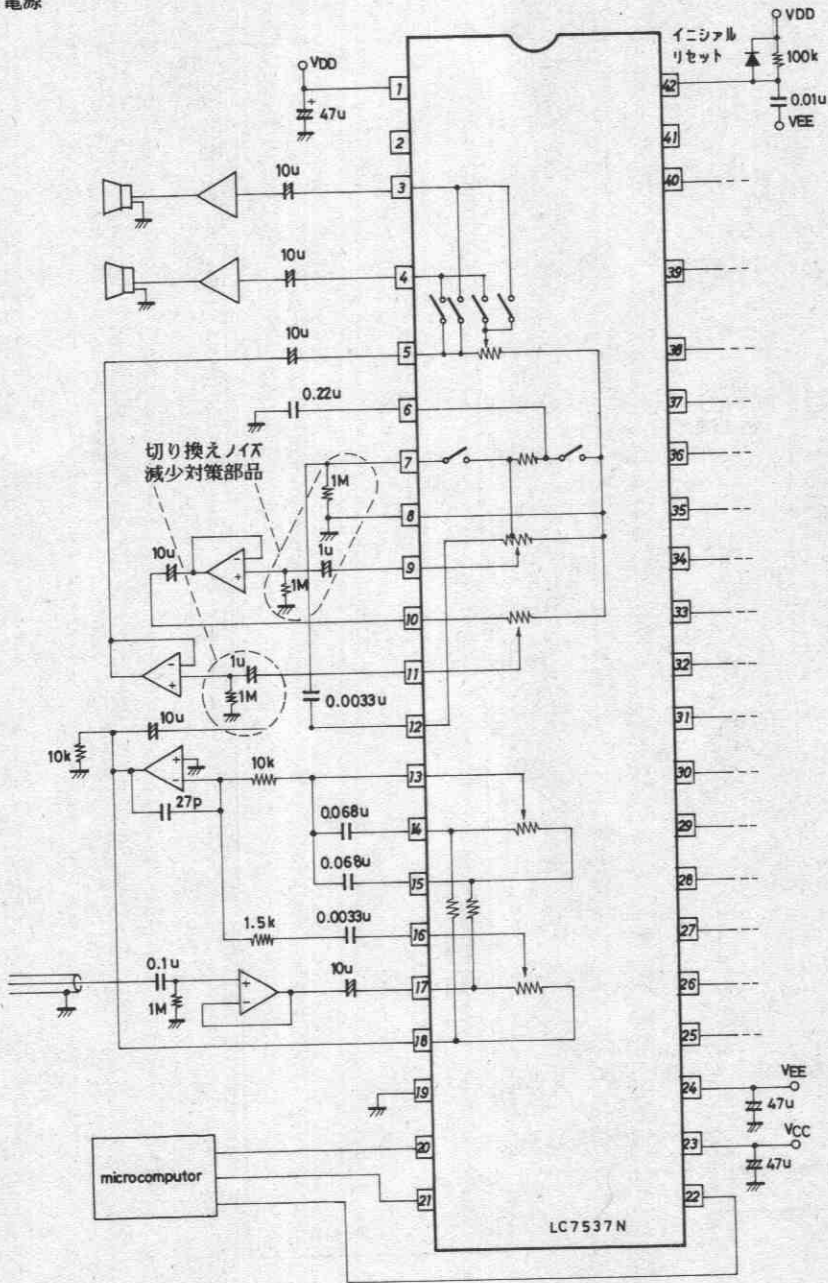 電源
VDD
47u
10u
10u
10u
0.22u
切り換えノイズ
減少対策部品
1M
10u
1u
1M
1u
1M
0.0033u
10u
10k
10k
27p
0.068u
0.068u
1.5k
0.0033u
0.1u
1M
10u
microcomputor
1
2
3
4
5
6
7
8
9
10
11
12
13
14
15
16
17
18
19
20
21
イニシャル
リセット
VDD
100k
0.01u
VEE
42
41
40
39
38
37
36
35
34
33
32
31
30
29
28
27
26
25
24
23
22
VEE
47u
VCC
47u
LC7537N